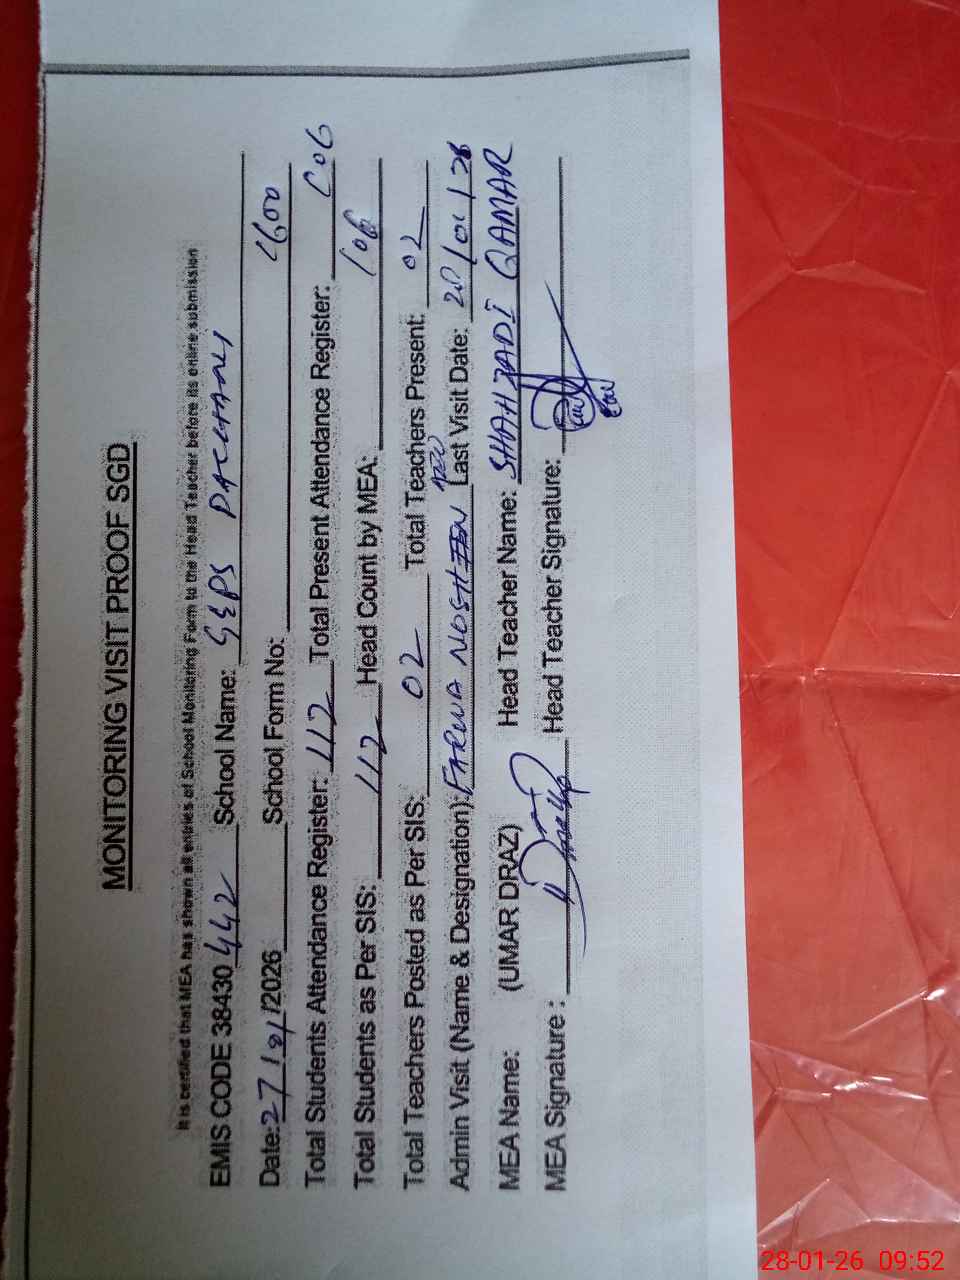 MONITORING VISIT PROOF SGD
It is certified that MEA has shown all entries of School Monitoring Form to the Head Teacher before its online submission
EMIS CODE 38430 442 School Name: GEPS
Date: 27/01/2026 School Form No: 1600
Total Students Attendance Register: 112 Total Present Attendance Register: 106
Total Students as Per SIS: 112 Head Count by MEA: 106
Total Teachers Posted as Per SIS: 02 Total Teachers Present: 02
Admin Visit (Name & Designation): FARWA NOSHEEN AEO Last Visit Date: 20/01/26
MEA Name: (UMAR DRAZ) Head Teacher Name: SHAHZADI QAMAR
MEA Signature : Head Teacher Signature:
28-01-26 09:52